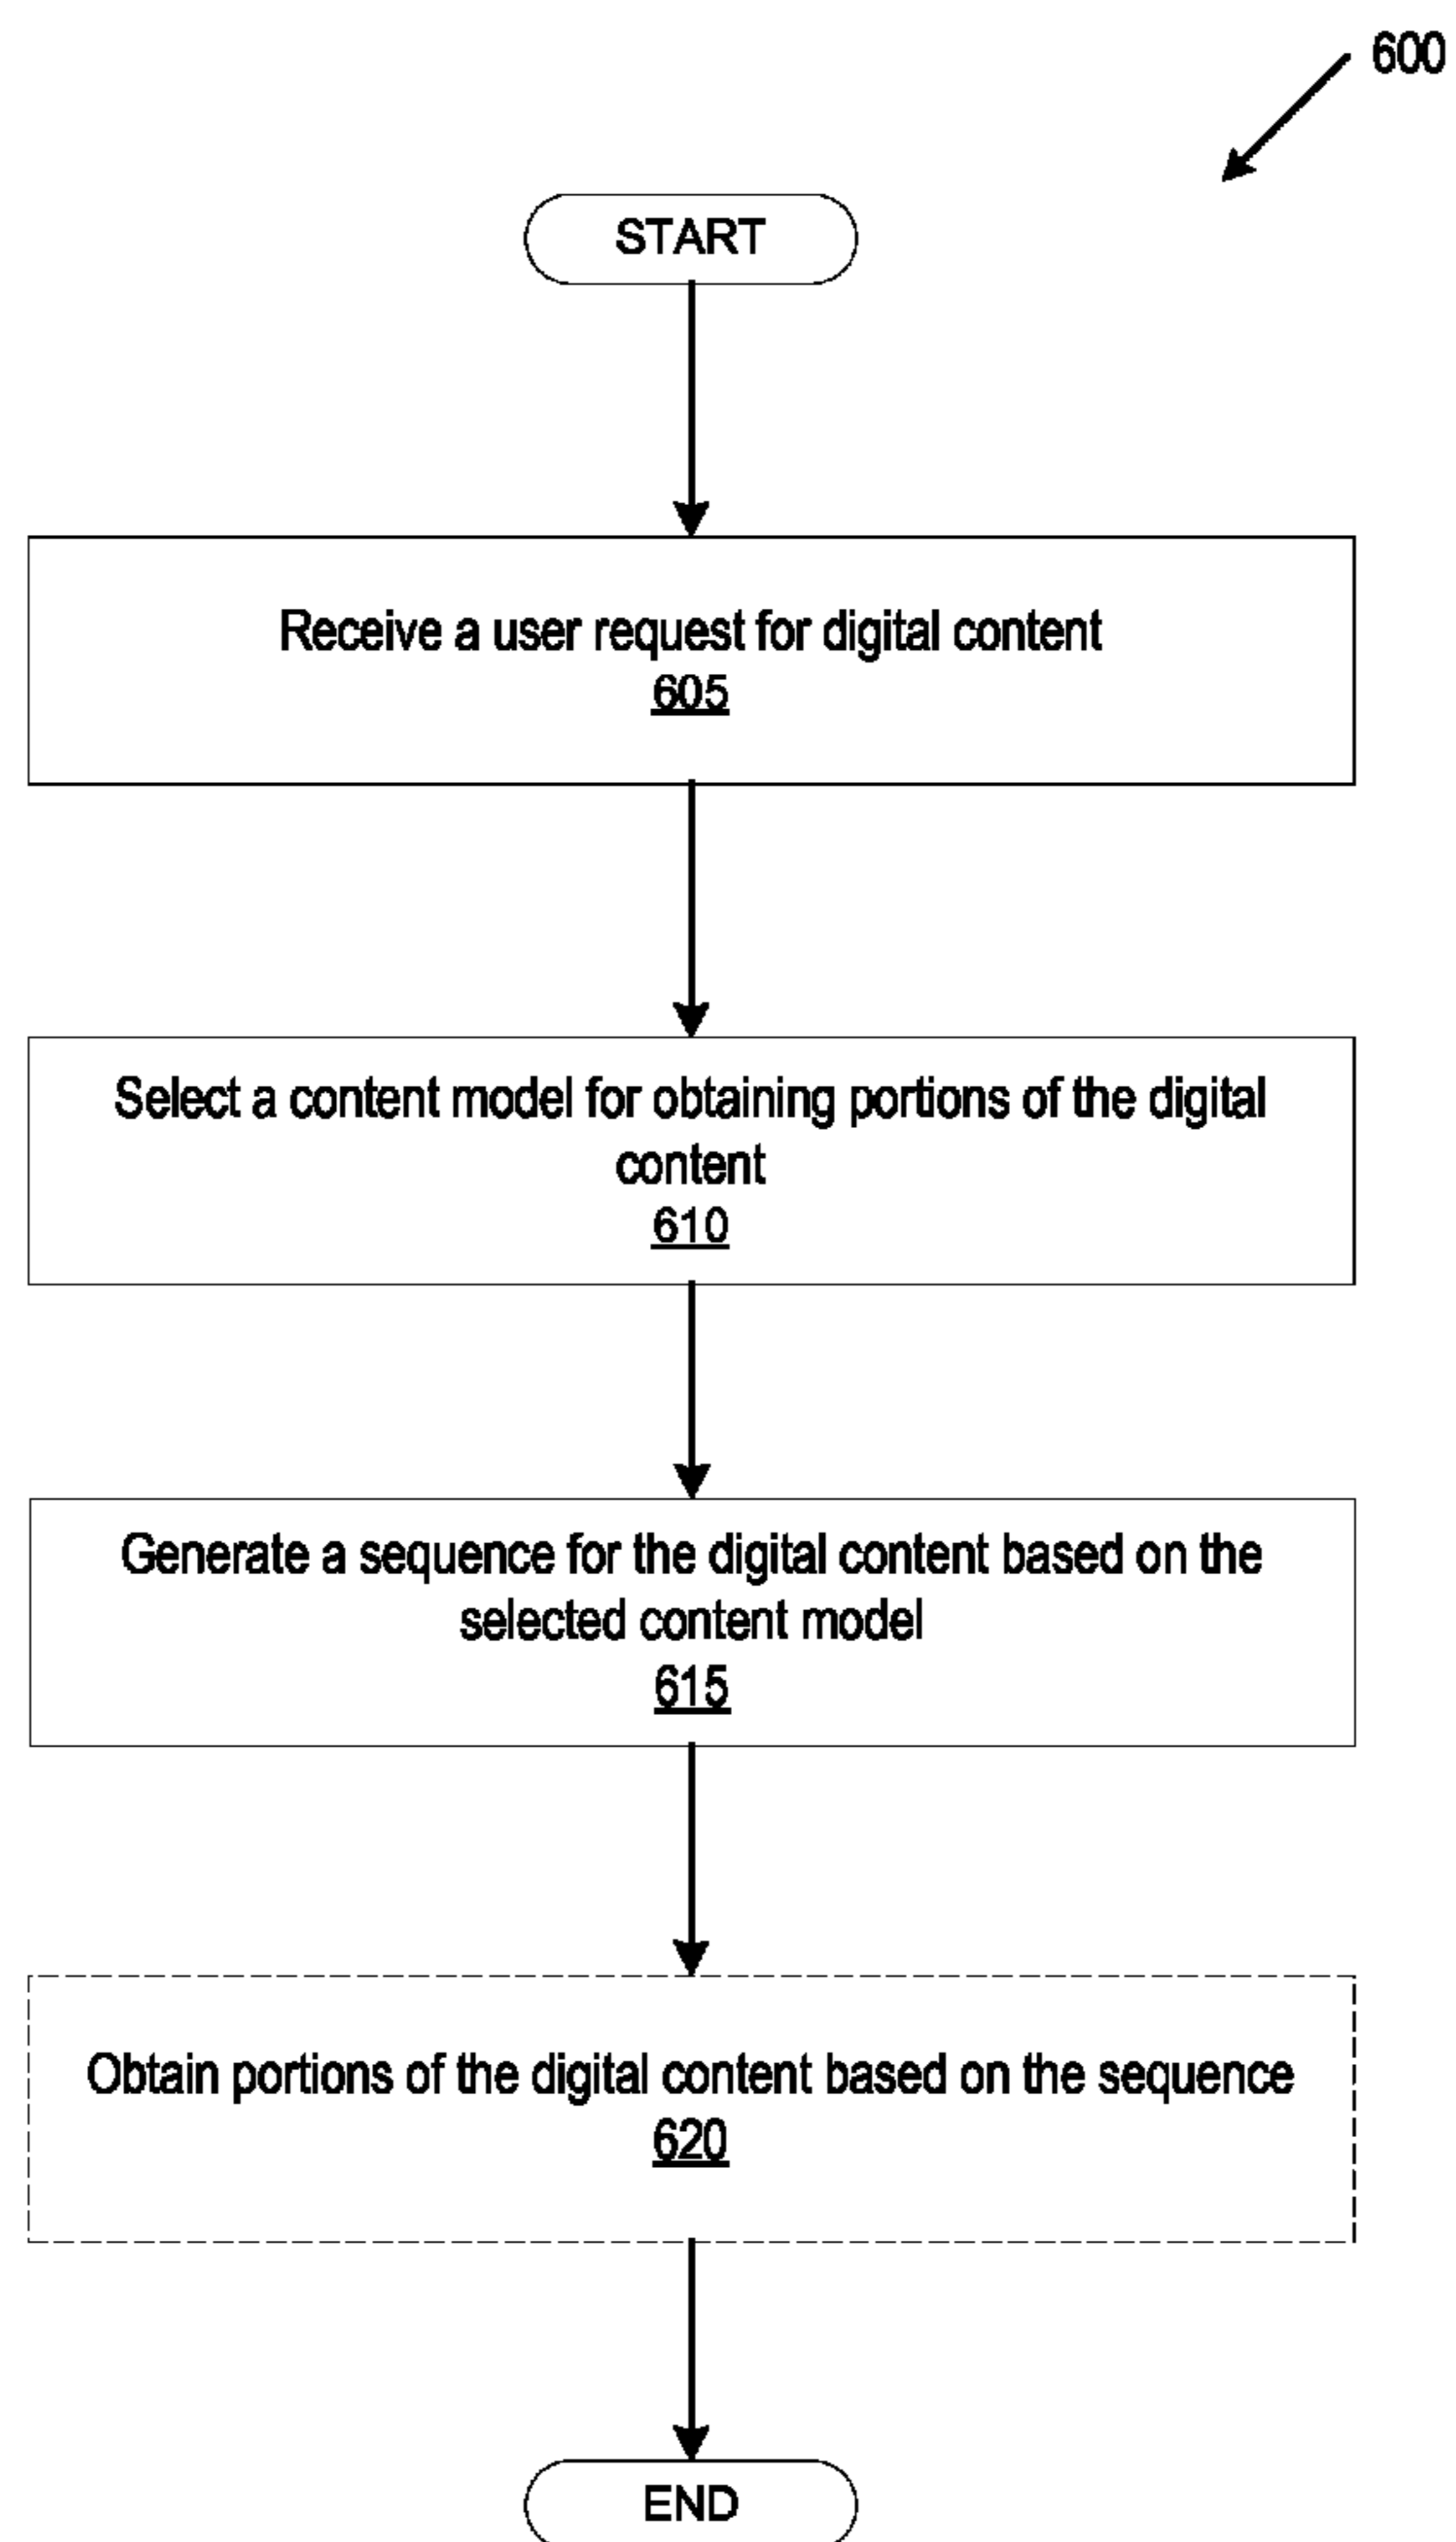 600
START
Receive a user request for digital content
605
Select a content model for obtaining portions of the digital
content
610
Generate a sequence for the digital content based on the
selected content model
615
Obtain portions of the digital content based on the sequence
620
END